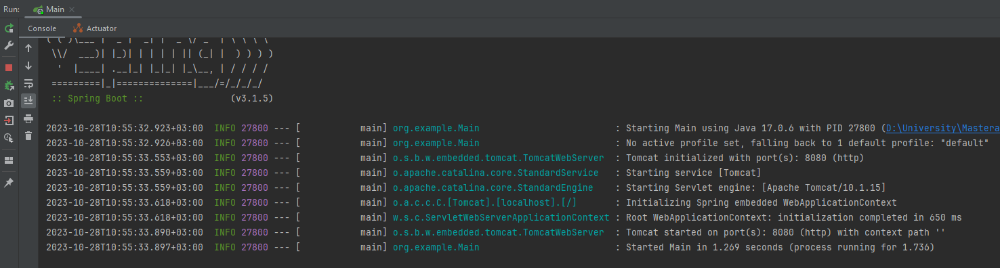 Run: Main
Console Actuator
( ( )\___ | '_ | '_| | '_ \/ _` | \ \ \ \
\\/  ___)| |_)| | | | | || (_| |  ) ) ) )
'  |____| .__|_| |_|_| |_\__, | / / / /
=========|_|==============|___/=/_/_/_/
:: Spring Boot ::                (v3.1.5)
2023-10-28T10:55:32.923+03:00  INFO 27800 --- [           main] org.example.Main                         : Starting Main using Java 17.0.6 with PID 27800 (D:\University\Mastera
2023-10-28T10:55:32.926+03:00  INFO 27800 --- [           main] org.example.Main                         : No active profile set, falling back to 1 default profile: "default"
2023-10-28T10:55:33.553+03:00  INFO 27800 --- [           main] o.s.b.w.embedded.tomcat.TomcatWebServer  : Tomcat initialized with port(s): 8080 (http)
2023-10-28T10:55:33.559+03:00  INFO 27800 --- [           main] o.apache.catalina.core.StandardService   : Starting service [Tomcat]
2023-10-28T10:55:33.559+03:00  INFO 27800 --- [           main] o.apache.catalina.core.StandardEngine    : Starting Servlet engine: [Apache Tomcat/10.1.15]
2023-10-28T10:55:33.618+03:00  INFO 27800 --- [           main] o.a.c.c.C.[Tomcat].[localhost].[/]       : Initializing Spring embedded WebApplicationContext
2023-10-28T10:55:33.618+03:00  INFO 27800 --- [           main] w.s.c.ServletWebServerApplicationContext : Root WebApplicationContext: initialization completed in 650 ms
2023-10-28T10:55:33.890+03:00  INFO 27800 --- [           main] o.s.b.w.embedded.tomcat.TomcatWebServer  : Tomcat started on port(s): 8080 (http) with context path ''
2023-10-28T10:55:33.897+03:00  INFO 27800 --- [           main] org.example.Main                         : Started Main in 1.269 seconds (process running for 1.736)